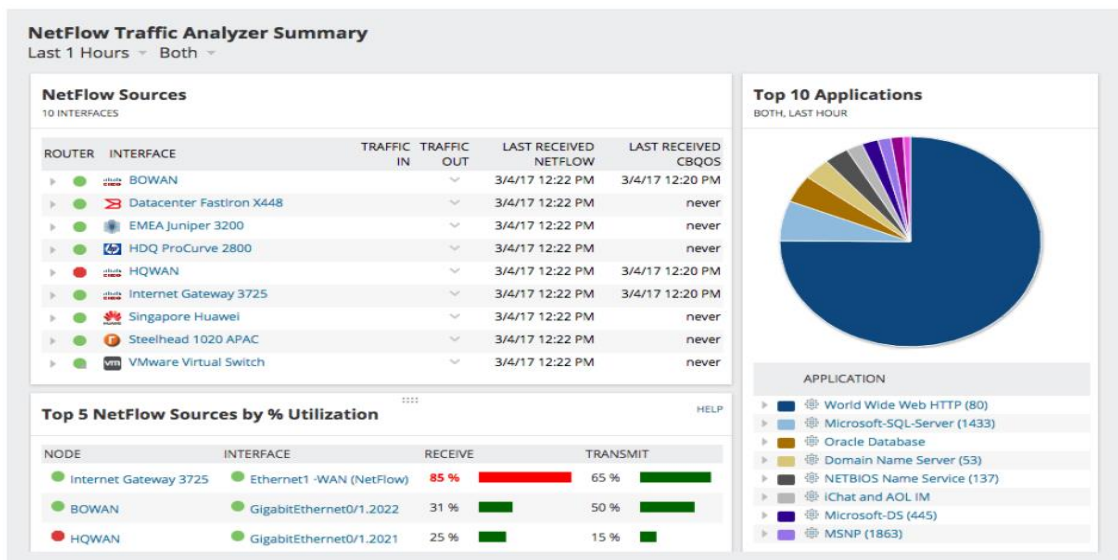 NetFlow Traffic Analyzer Summary
Last 1 Hours Both
NetFlow Sources
10 INTERFACES
ROUTER INTERFACE TRAFFIC IN TRAFFIC OUT LAST RECEIVED NETFLOW LAST RECEIVED CBQOS
BOWAN 3/4/17 12:22 PM 3/4/17 12:20 PM
Datacenter FastIron X448 3/4/17 12:22 PM never
EMEA Juniper 3200 3/4/17 12:22 PM never
HDQ ProCurve 2800 3/4/17 12:22 PM never
HQWAN 3/4/17 12:22 PM 3/4/17 12:20 PM
Internet Gateway 3725 3/4/17 12:22 PM 3/4/17 12:20 PM
Singapore Huawei 3/4/17 12:22 PM never
Steelhead 1020 APAC 3/4/17 12:22 PM never
vm VMware Virtual Switch 3/4/17 12:22 PM never
Top 5 NetFlow Sources by % Utilization HELP
NODE INTERFACE RECEIVE TRANSMIT
Internet Gateway 3725 Ethernet1 -WAN (NetFlow) 85 % 65 %
BOWAN GigabitEthernet0/1.2022 31 % 50 %
HQWAN GigabitEthernet0/1.2021 25 % 15 %
Top 10 Applications
BOTH, LAST HOUR
APPLICATION
World Wide Web HTTP (80)
Microsoft-SQL-Server (1433)
Oracle Database
Domain Name Server (53)
NETBIOS Name Service (137)
iChat and AOL IM
Microsoft-DS (445)
MSNP (1863)